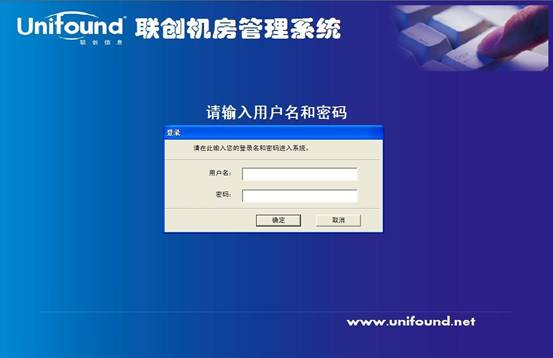 Unifound®
联创信息
联创机房管理系统
请输入用户名和密码
登录
请在此输入您的登录名和密码进入系统。
用户名:
密码:
确定 取消
www.unifound.net